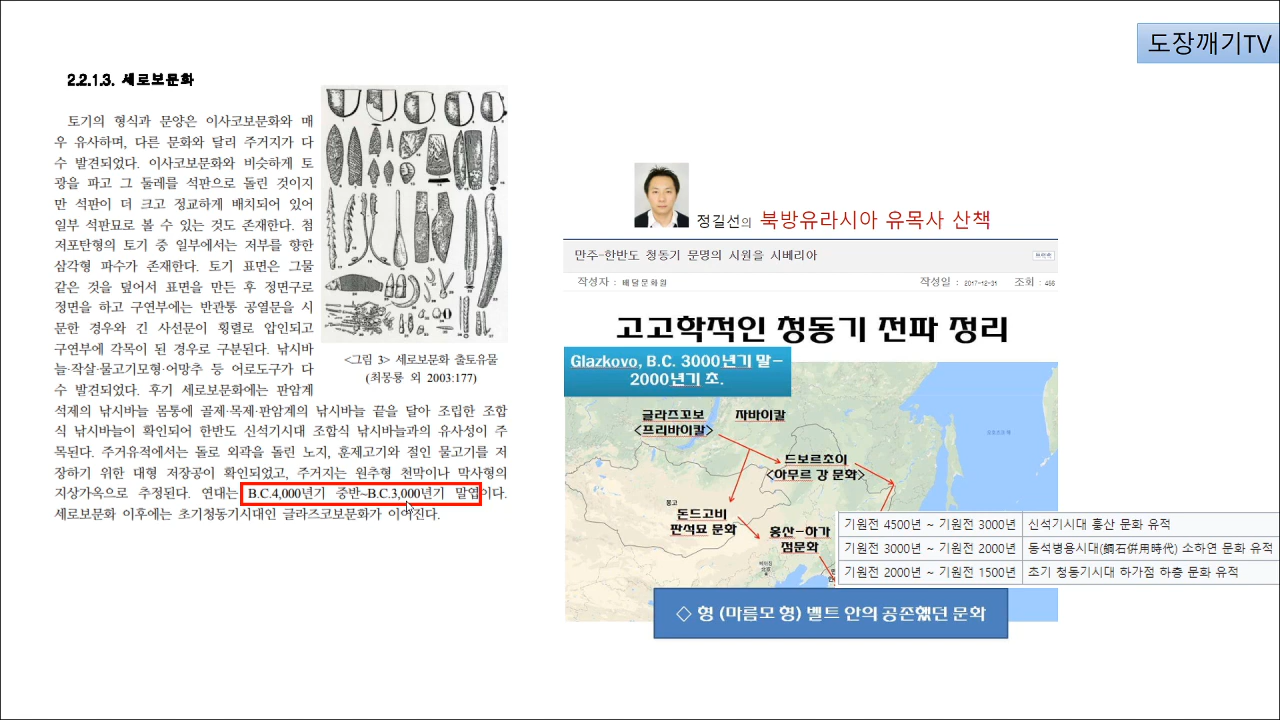 도장깨기TV
2.2.1.3. 세로보문화
토기의 형식과 문양은 이사코보문화와 매
우 유사하며, 다른 문화와 달리 주거지가 다
수 발견되었다. 이사코보문화와 비슷하게 토
광을 파고 그 둘레를 석판으로 돌린 것이지
만 석판이 더 크고 정교하게 배치되어 있어
일부 석판묘로 볼 수 있는 것도 존재한다. 첨
저포탄형의 토기 중 일부에서는 저부를 향한
삼각형 파수가 존재한다. 토기 표면은 그물
같은 것을 덮어서 표면을 만든 후 정면구로
정면을 하고 구연부에는 반관통 공열문을 시
문한 경우와 긴 사선문이 횡렬로 압인되고
구연부에 각목이 된 경우로 구분된다. 낚시바
늘·작살·물고기모형·어망추 등 어로도구가 다
수 발견되었다. 후기 세로보문화에는 판암계
석제의 낚시바늘 몸통에 골제·목제·판암계의 낚시바늘 끝을 달아 조립한 조합
식 낚시바늘이 확인되어 한반도 신석기시대 조합식 낚시바늘과의 유사성이 주
목된다. 주거유적에서는 돌로 외곽을 돌린 노지, 훈제고기와 절인 물고기를 저
장하기 위한 대형 저장공이 확인되었고, 주거지는 원추형 천막이나 막사형의
지상가옥으로 추정된다. 연대는 B.C.4,000년기 중반~B.C.3,000년기 말엽이다.
세로보문화 이후에는 초기청동기시대인 글라즈코보문화가 이어진다.
<그림 3> 세로보문화 출토유물
(최몽룡 외 2003:177)
정길선의 북방유라시아 유목사 산책
만주-한반도 청동기 문명의 시원을 시베리아
작성자 : 배달문화원 작성일 : 2017-12-31 조회 : 466
고고학적인 청동기 전파 정리
Glazkovo, B.C. 3000년기 말-
2000년기 초.
글라즈꼬보
<프리바이칼>
자바이칼
드보르초이
<아무르 강 문화>
몽고
돈드고비
판석묘 문화
홍산-하가
점문화
기원전 4500년 ~ 기원전 3000년 신석기시대 홍산 문화 유적
기원전 3000년 ~ 기원전 2000년 동석병용시대(銅石併用時代) 소하연 문화 유적
기원전 2000년 ~ 기원전 1500년 초기 청동기시대 하가점 하층 문화 유적
◇ 형 (마름모 형) 벨트 안의 공존했던 문화